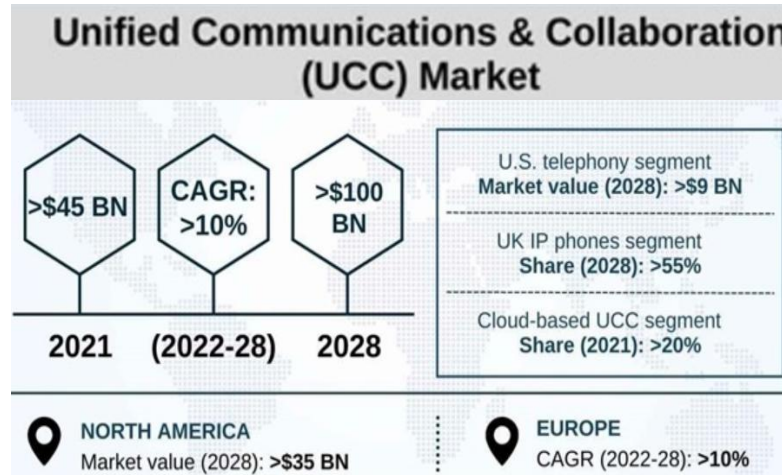 Unified Communications & Collaboration
(UCC) Market
>$45 BN
CAGR:
>10%
>$100
BN
2021
(2022-28)
2028
U.S. telephony segment
Market value (2028): >$9 BN
UK IP phones segment
Share (2028): >55%
Cloud-based UCC segment
Share (2021): >20%
NORTH AMERICA
Market value (2028): >$35 BN
EUROPE
CAGR (2022-28): >10%